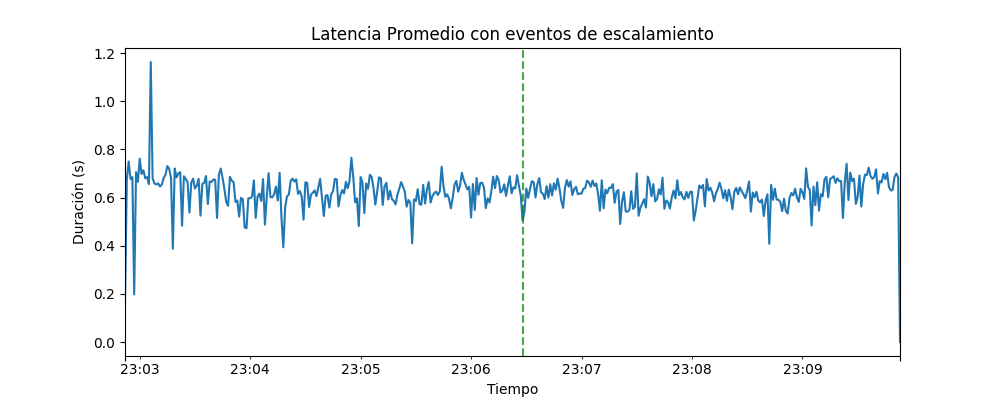 Latencia Promedio con eventos de escalamiento
Duración (s)
1.2
1.0
0.8
0.6
0.4
0.2
0.0
23:03 23:04 23:05 23:06 23:07 23:08 23:09
Tiempo